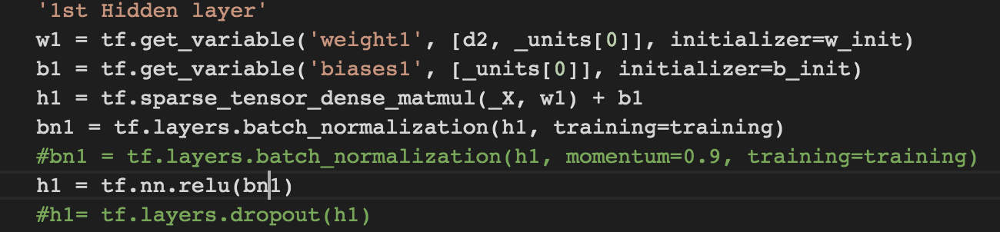 '1st Hidden layer'
w1 = tf.get_variable('weight1', [d2, _units[0]], initializer=w_init)
b1 = tf.get_variable('biases1', [_units[0]], initializer=b_init)
h1 = tf.sparse_tensor_dense_matmul(_X, w1) + b1
bn1 = tf.layers.batch_normalization(h1, training=training)
#bn1 = tf.layers.batch_normalization(h1, momentum=0.9, training=training)
h1 = tf.nn.relu(bn1)
#h1= tf.layers.dropout(h1)